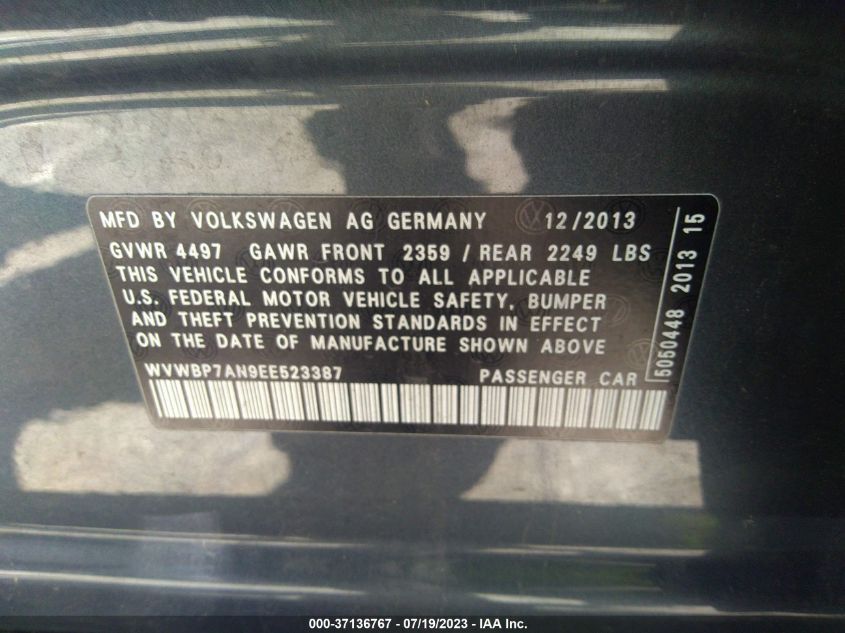 MFD BY VOLKSWAGEN AG GERMANY 12/2013
GVWR 4497 GAWR FRONT 2359 / REAR 2249 LBS
THIS VEHICLE CONFORMS TO ALL APPLICABLE
U.S. FEDERAL MOTOR VEHICLE SAFETY, BUMPER
AND THEFT PREVENTION STANDARDS IN EFFECT
ON THE DATE OF MANUFACTURE SHOWN ABOVE
WVWBP7AN9EE523387 PASSENGER CAR
5050448 2013 15
000-37136767 - 07/19/2023 - IAA Inc.